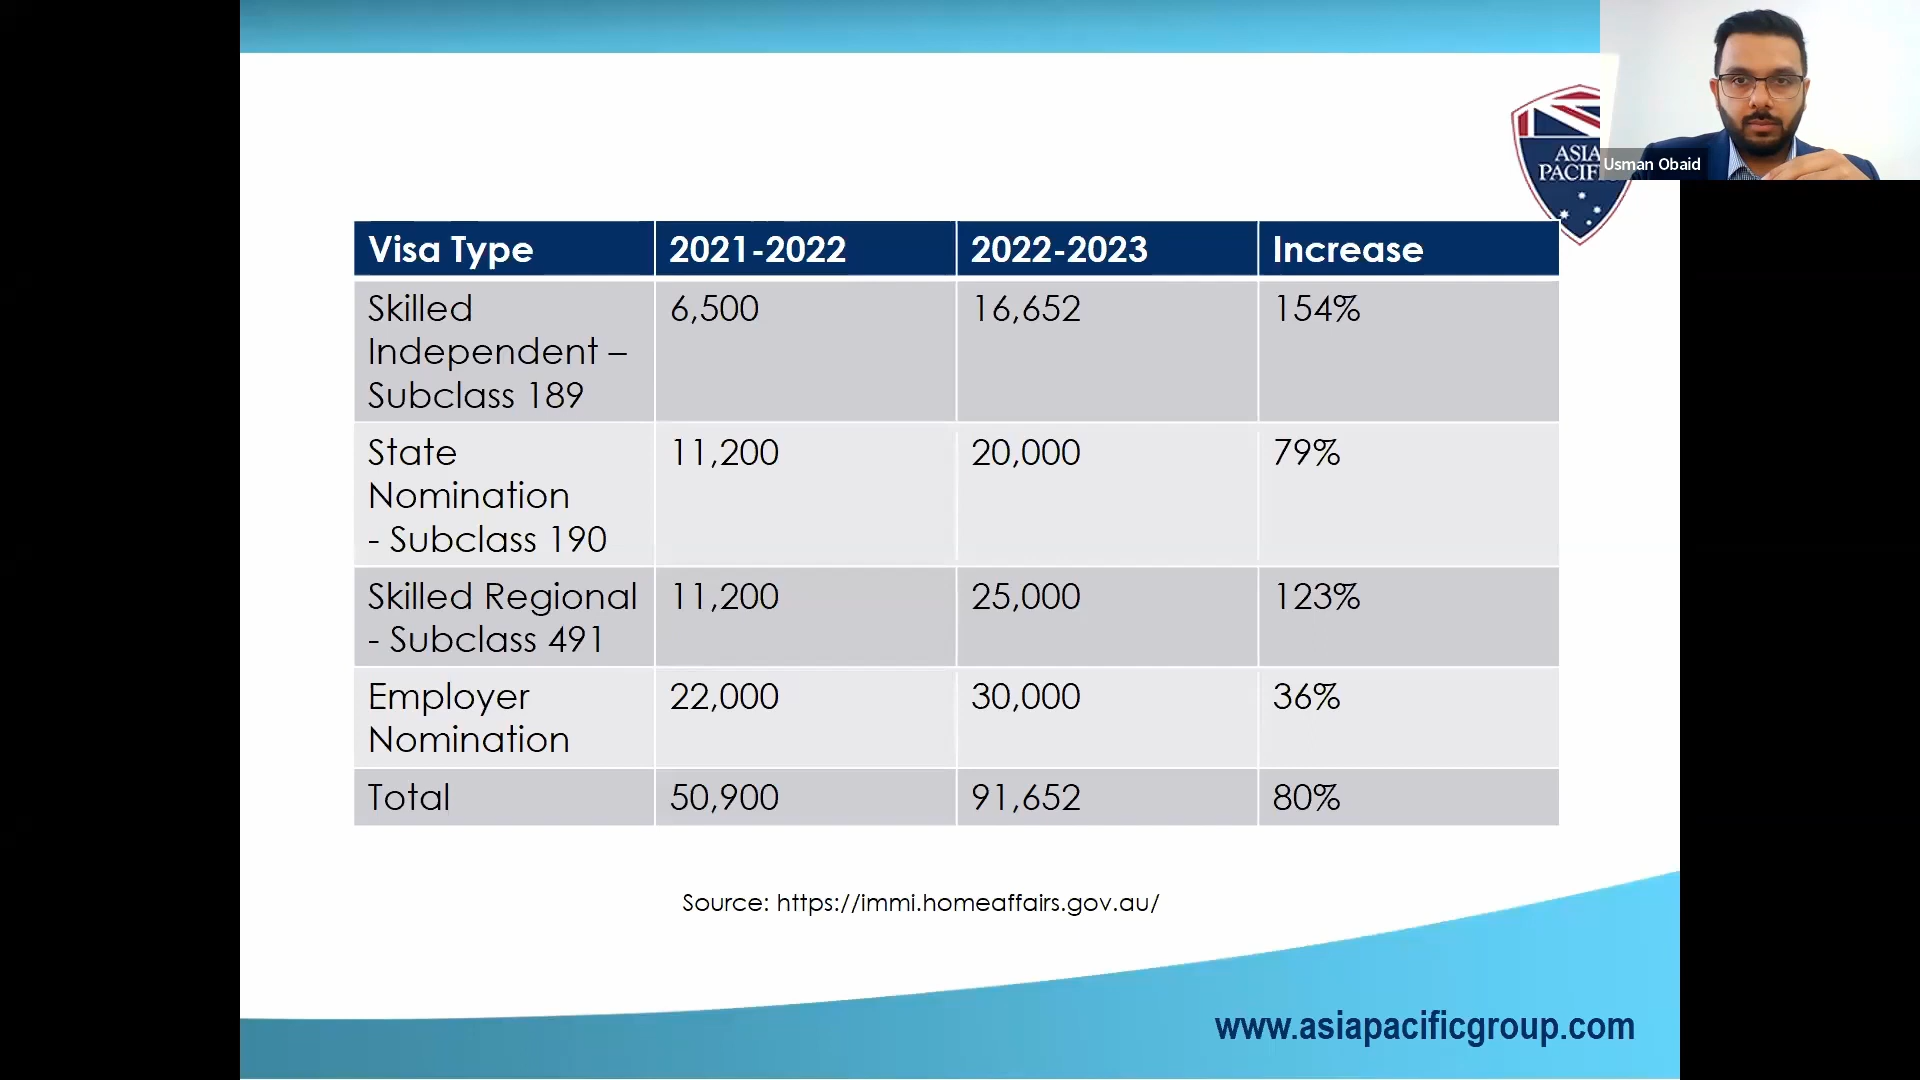 ASIA
PACIF
Usman Obaid
Visa Type 2021-2022 2022-2023 Increase
Skilled 6,500 16,652 154%
Independent –
Subclass 189
State 11,200 20,000 79%
Nomination
- Subclass 190
Skilled Regional 11,200 25,000 123%
- Subclass 491
Employer 22,000 30,000 36%
Nomination
Total 50,900 91,652 80%
Source: https://immi.homeaffairs.gov.au/
www.asiapacificgroup.com